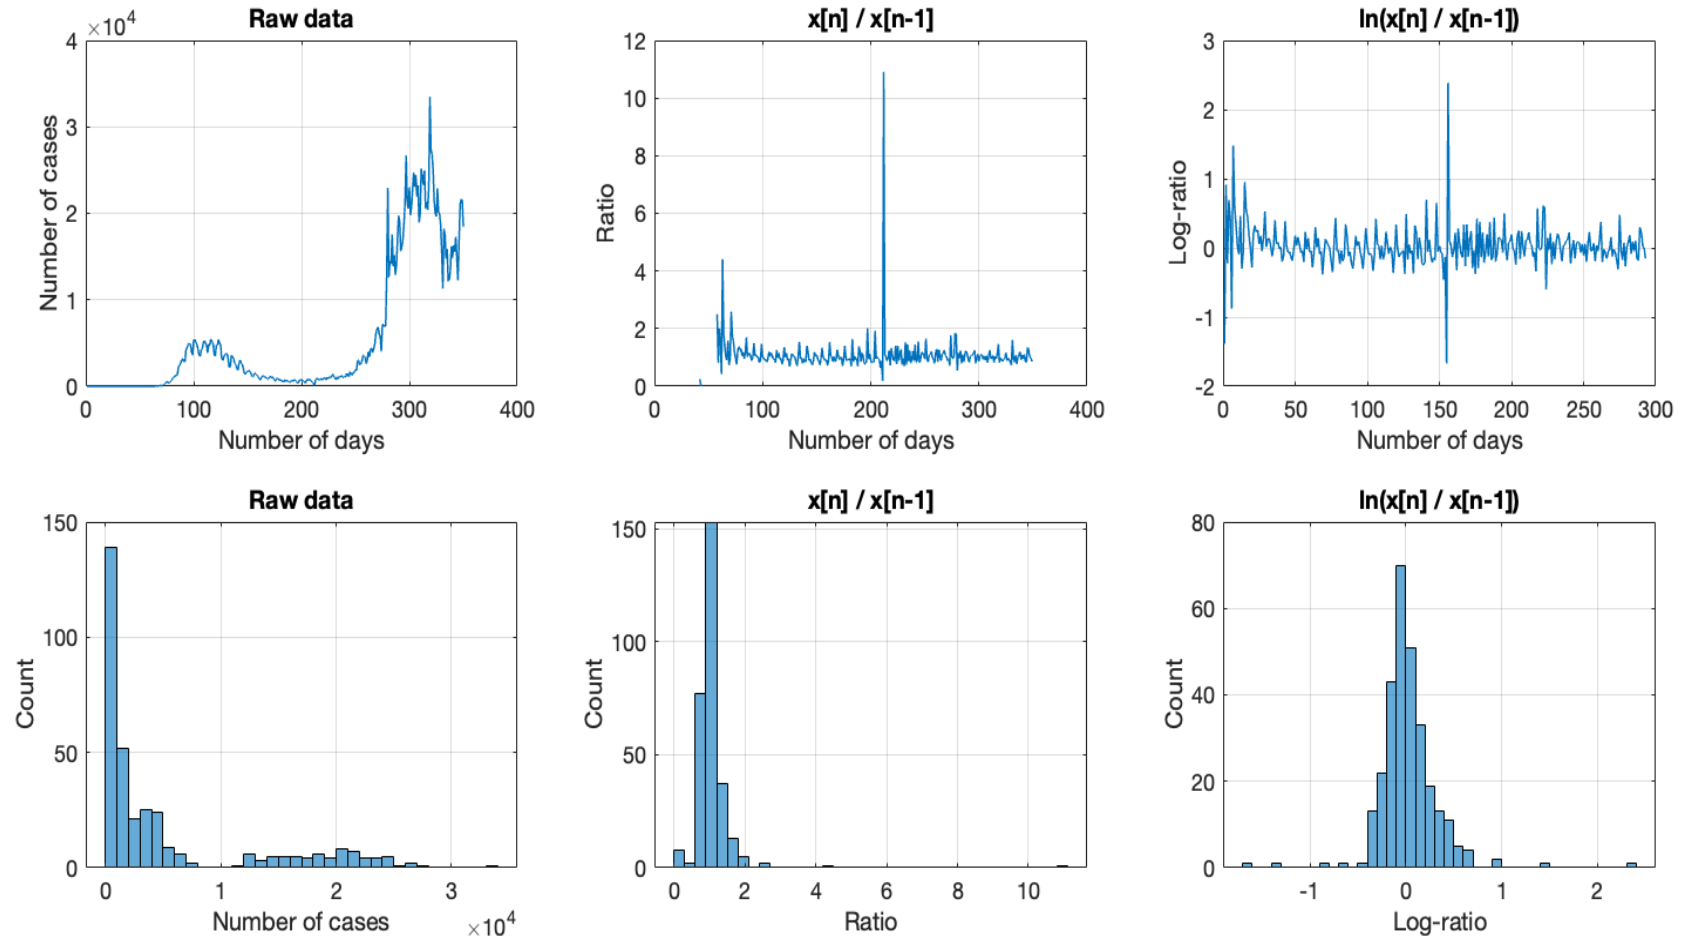 Raw data
×10⁴
4
3
2
1
0
0 100 200 300 400
Number of cases
Number of days
x[n] / x[n-1]
12
10
8
6
4
2
0
0 100 200 300 400
Ratio
Number of days
ln(x[n] / x[n-1])
3
2
1
0
-1
-2
0 50 100 150 200 250 300
Log-ratio
Number of days
Raw data
150
100
50
0
0 1 2 3
Count
Number of cases
×10⁴
x[n] / x[n-1]
150
100
50
0
0 2 4 6 8 10
Count
Ratio
ln(x[n] / x[n-1])
80
60
40
20
0
-1 0 1 2
Count
Log-ratio